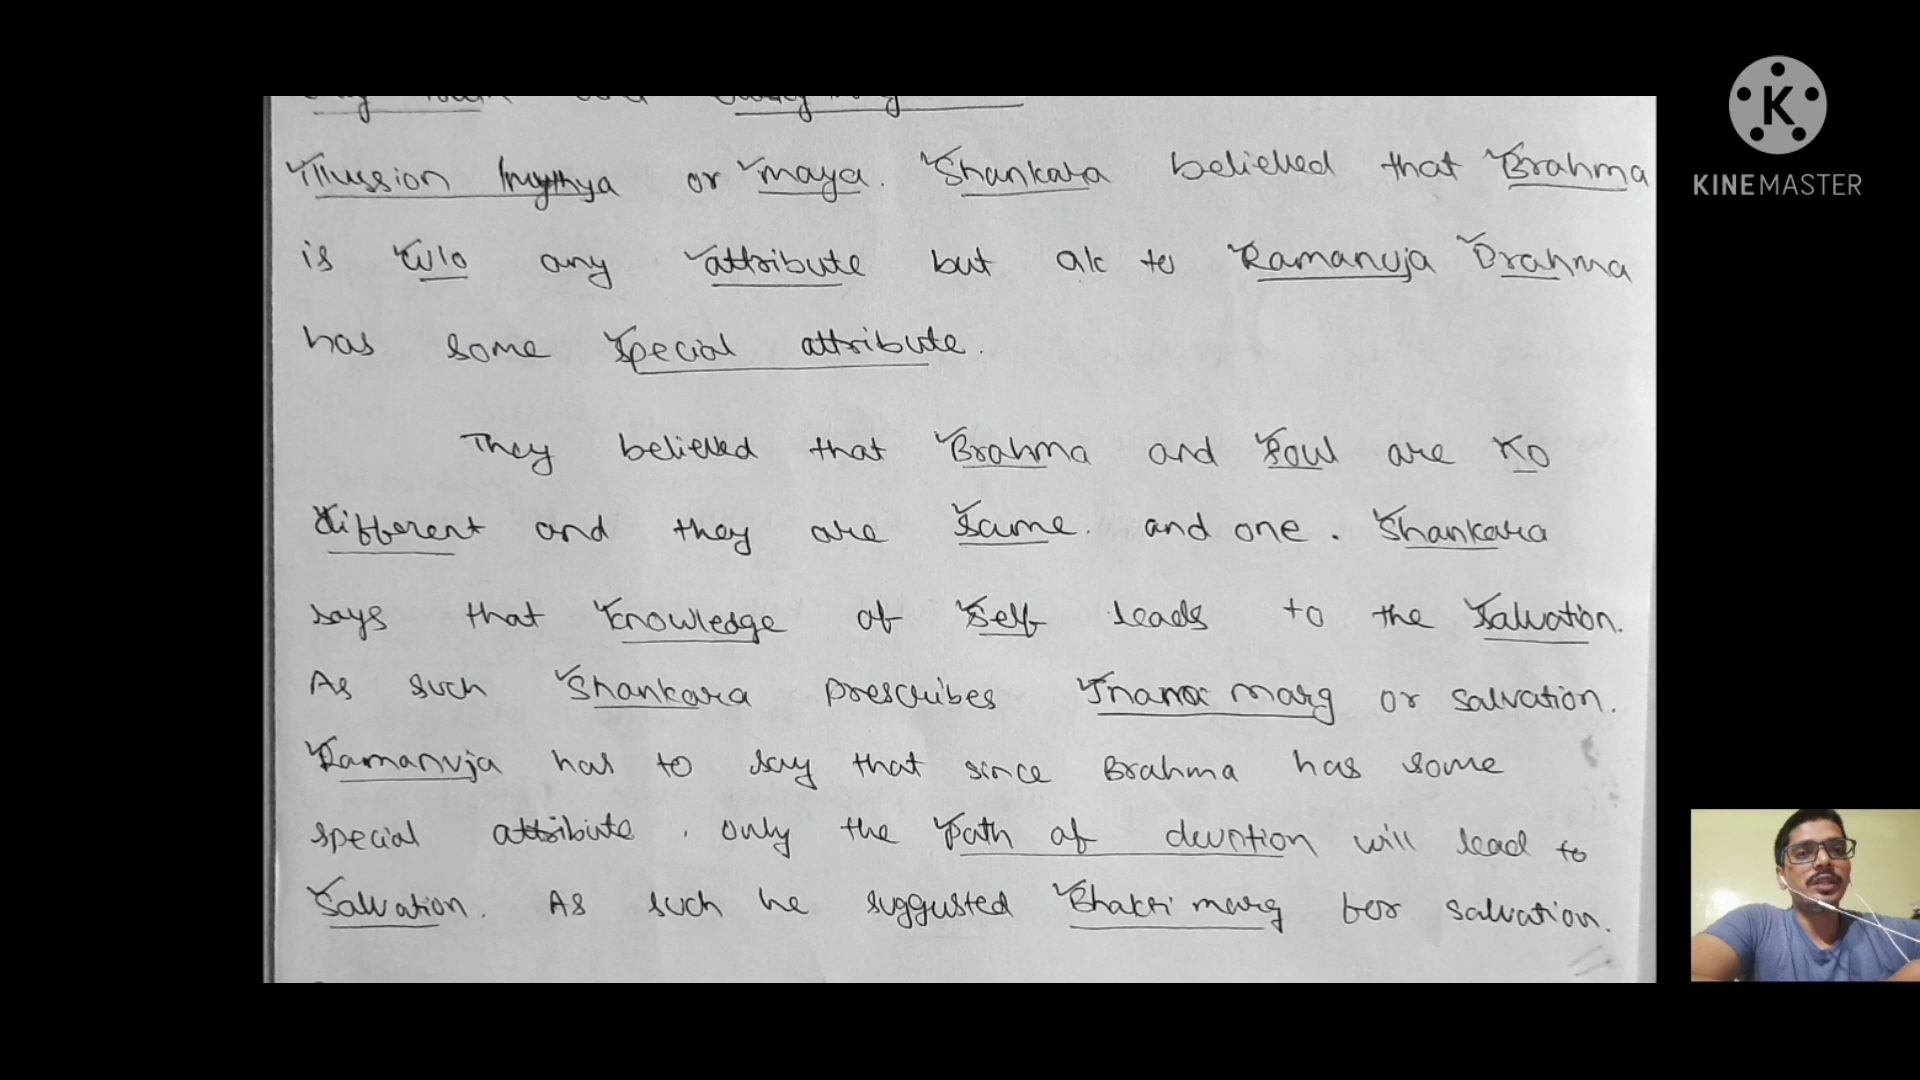 Illussion /mythya or maya. Shankara believed that Brahma
is w/o any attribute but a/c to Ramanuja Brahma
has some special attribute.
They believed that Brahma and Soul are no
different and they are same. and one. Shankara
says that knowledge of self leads to the salvation.
As such Shankara prescribes Jnana marg or salvation.
Ramanuja has to say that since Brahma has some
special attribute, only the path of devotion will lead to
Salvation. As such he suggusted Bhakti marg for salvation.
K
KINEMASTER